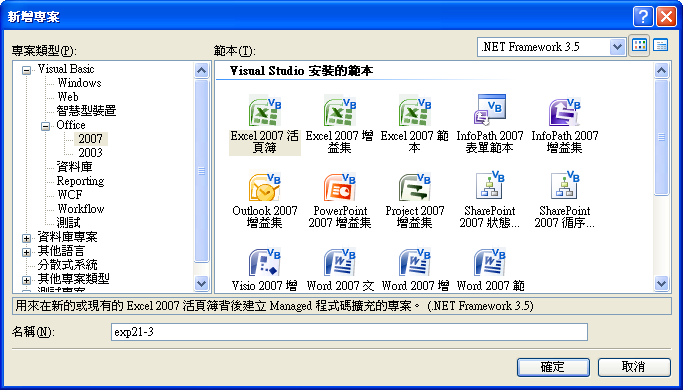 新增專案
專案類型(P):
範本(T):
.NET Framework 3.5
Visual Basic
Windows
Web
智慧型裝置
Office
2007
2003
資料庫
Reporting
WCF
Workflow
測試
資料庫專案
其他語言
分散式系統
其他專案類型
測試專案
Visual Studio 安裝的範本
Excel 2007 活
頁簿
Excel 2007 增
益集
Excel 2007 範
本
InfoPath 2007
表單範本
InfoPath 2007
增益集
Outlook 2007
增益集
PowerPoint
2007 增益集
Project 2007
增益集
SharePoint
2007 狀態...
SharePoint
2007 循序...
Visio 2007 增
Word 2007 文
Word 2007 增
Word 2007 範
用來在新的或現有的 Excel 2007 活頁簿背後建立 Managed 程式碼擴充的專案。 (.NET Framework 3.5)
名稱(N):
exp21-3
確定
取消